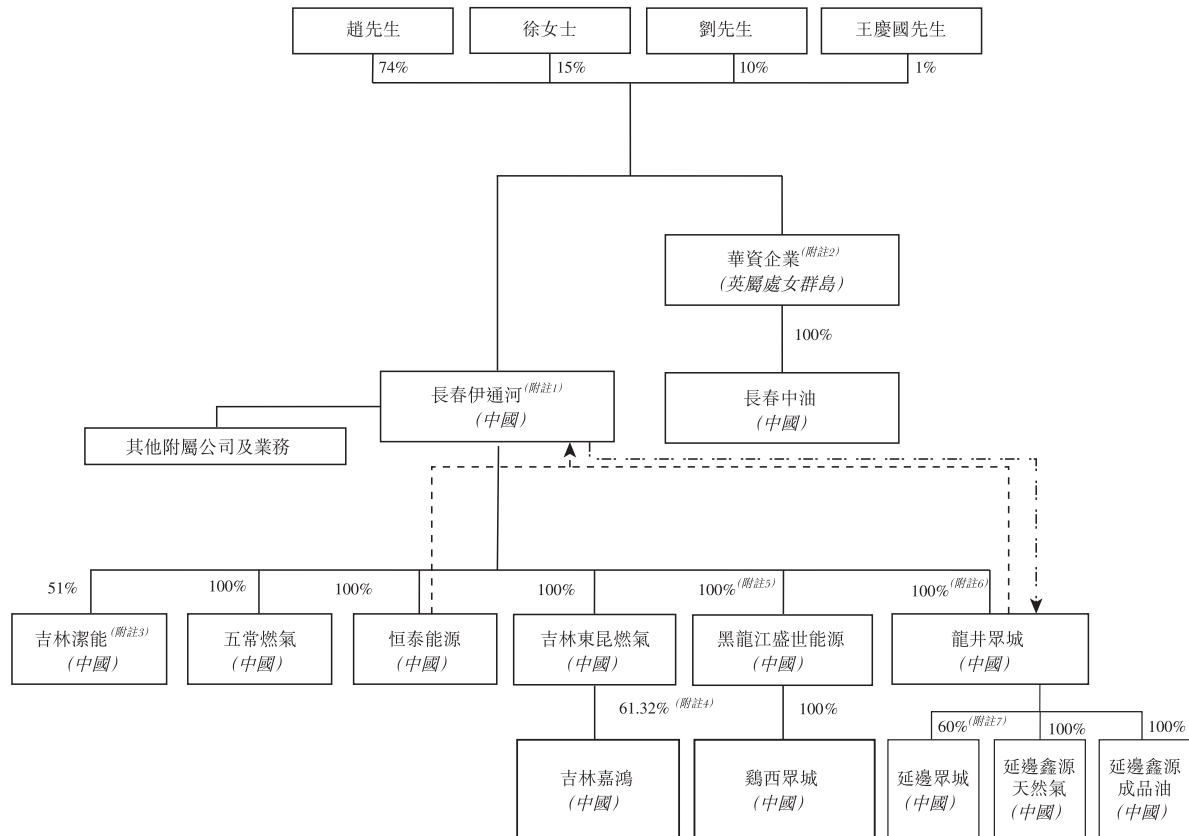 趙先生
徐女士
劉先生
王慶國先生
74%
15%
10%
1%
華資企業(附註2)
(英屬處女群島)
100%
長春伊通河(附註1)
(中國)
長春中油
(中國)
其他附屬公司及業務
51%
100%
100%
100%
100%(附註5)
100%(附註6)
吉林潔能(附註3)
(中國)
五常燃氣
(中國)
恒泰能源
(中國)
吉林東昆燃氣
(中國)
黑龍江盛世能源
(中國)
龍井眾城
(中國)
61.32%(附註4)
100%
60%(附註7)
100%
100%
吉林嘉鴻
(中國)
鷄西眾城
(中國)
延邊眾城
(中國)
延邊鑫源
天然氣
(中國)
延邊鑫源
成品油
(中國)